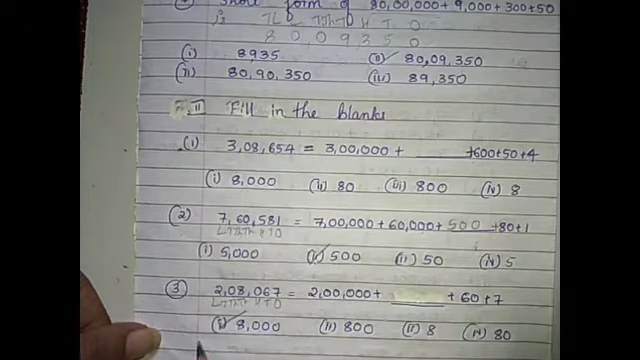 short form of 80,00,000 + 9,000 + 300 + 50
is TL L TTh Th H T O
8 0 0 9 3 5 0
(i) 8935 (ii) 80,09,350
(iii) 80,90,350 (iv) 89,350
F.II Fill in the blanks
(1) 3,08,654 = 3,00,000 + ______ +600+50+4
(i) 8,000 (ii) 80 (iii) 800 (iv) 8
(2) 7,60,581 = 7,00,000 + 60,000 + 500 +80+1
L TTh Th H T O
(i) 5,000 (ii) 500 (iii) 50 (iv) 5
(3) 2,08,067 = 2,00,000 + ______ + 60 +7
L TTh Th H T O
(i) 8,000 (ii) 800 (iii) 8 (iv) 80